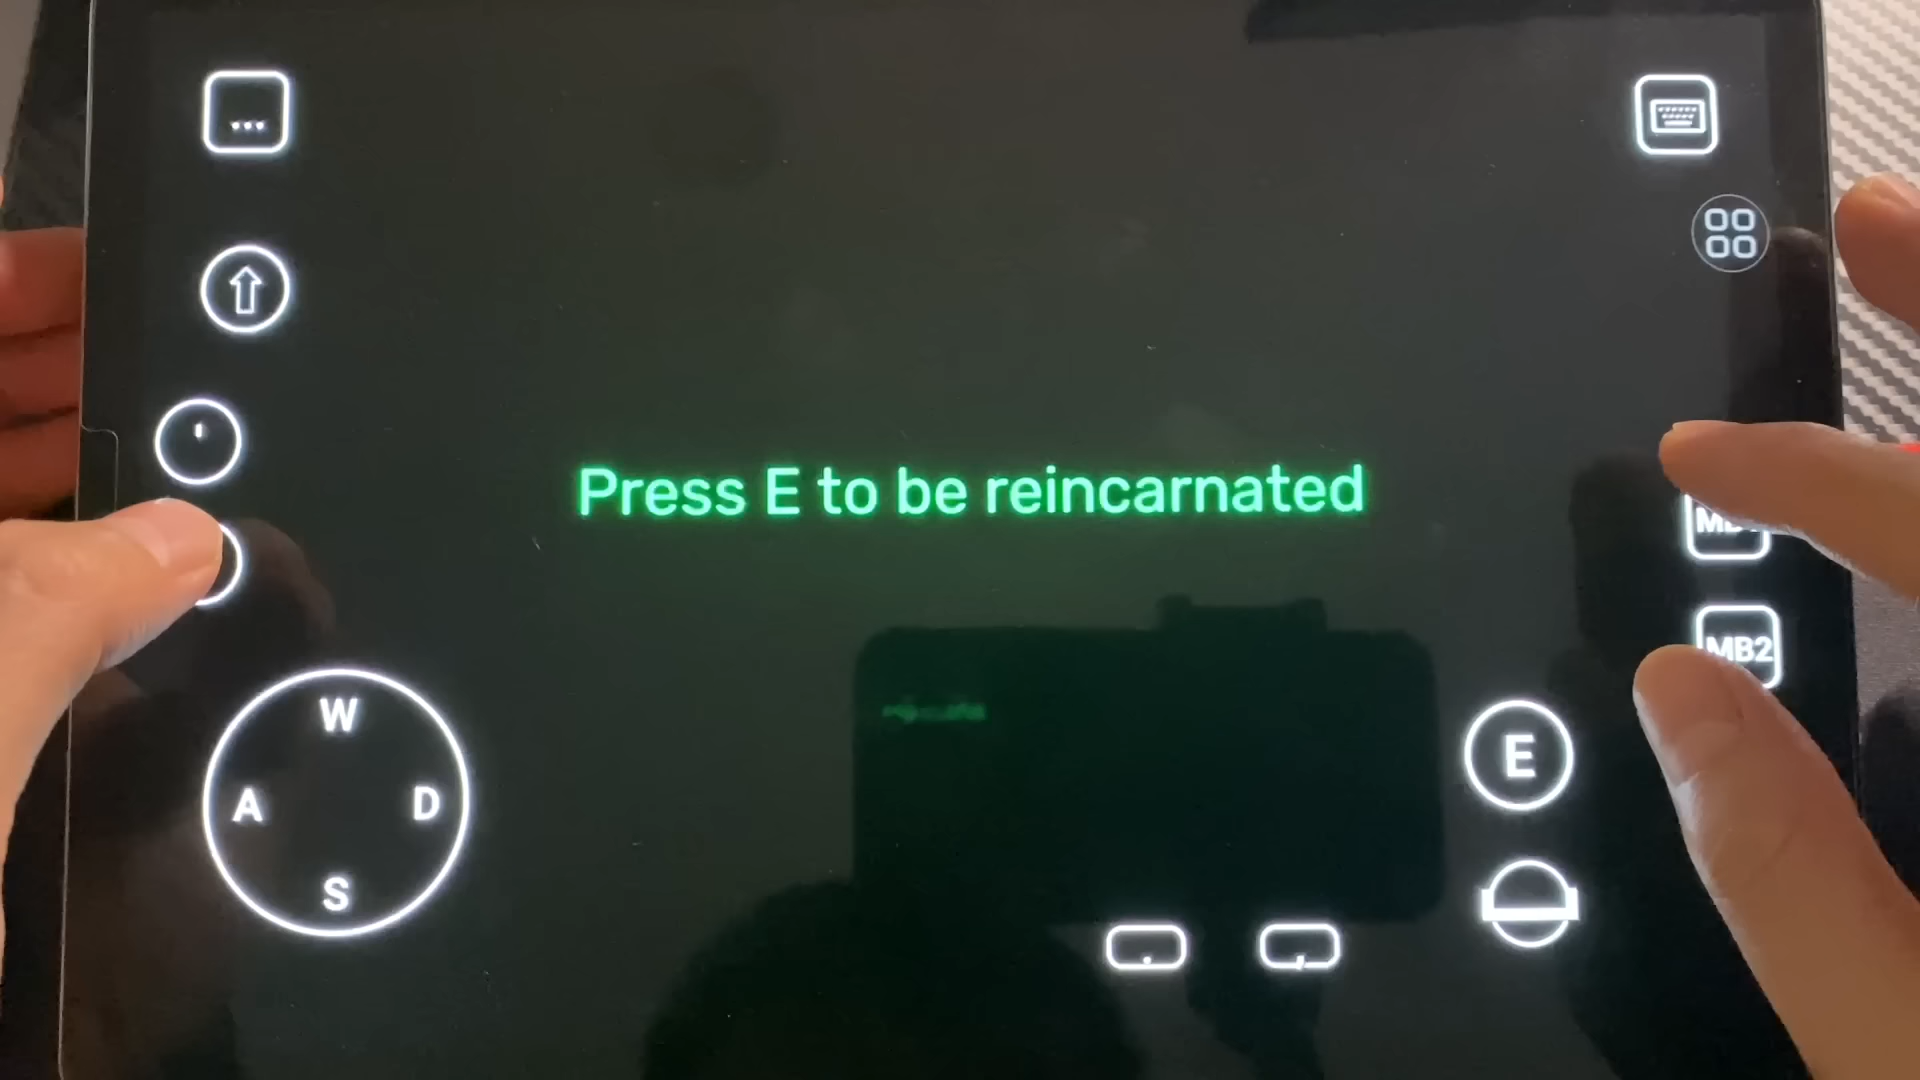 ...
'
Press E to be reincarnated
MB2
W
A D
S
E
. ,